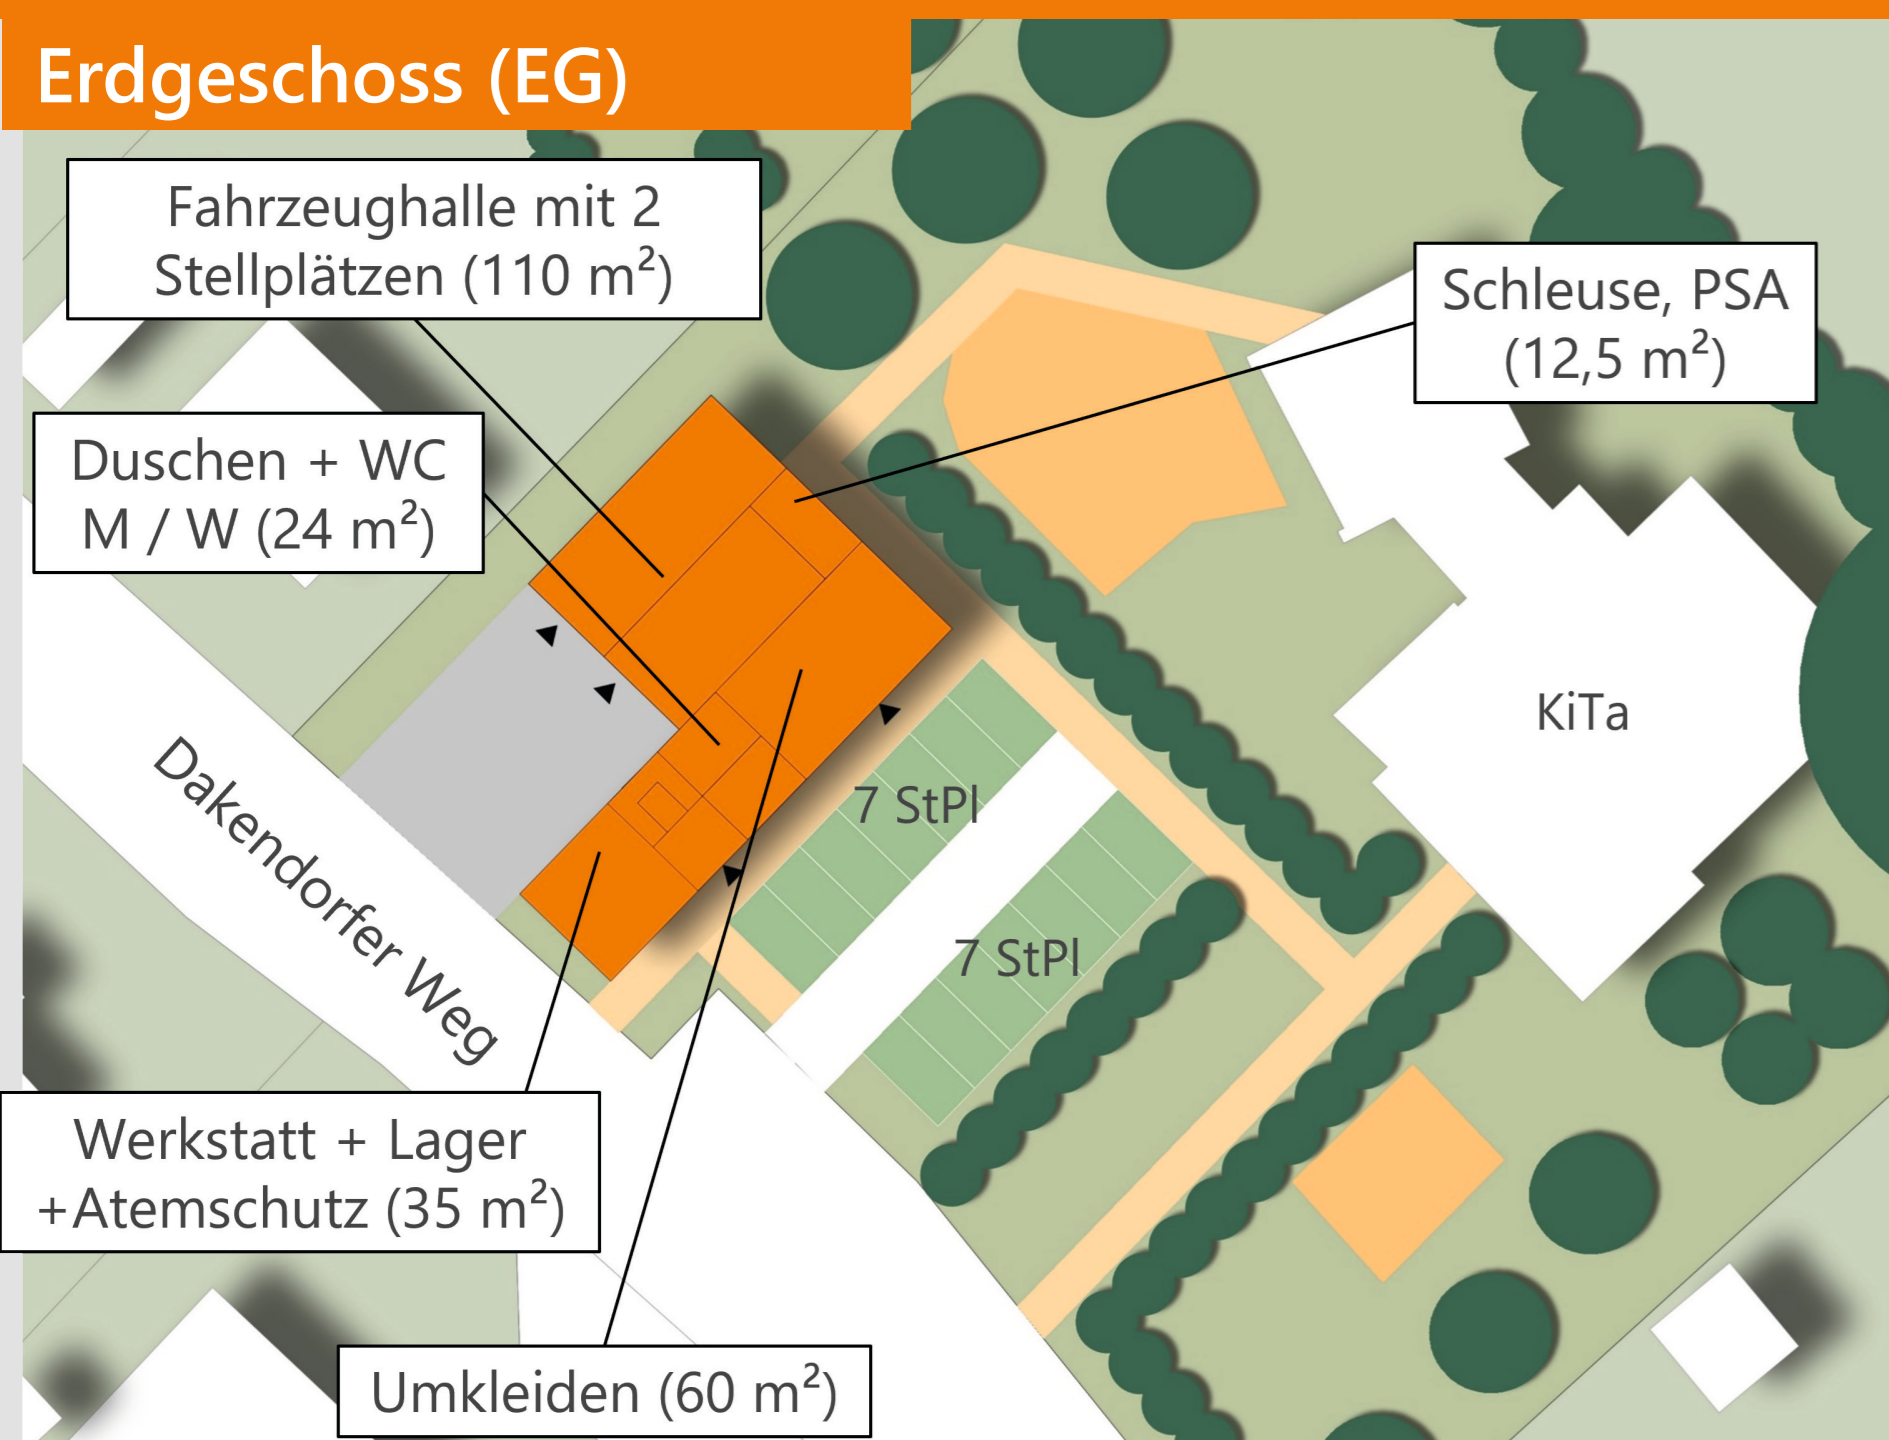 Erdgeschoss (EG)
Fahrzeughalle mit 2
Stellplätzen (110 m²)
Schleuse, PSA
(12,5 m²)
Duschen + WC
M / W (24 m²)
KiTa
7 StPl
7 StPl
Dakendorfer Weg
Werkstatt + Lager
+Atemschutz (35 m²)
Umkleiden (60 m²)